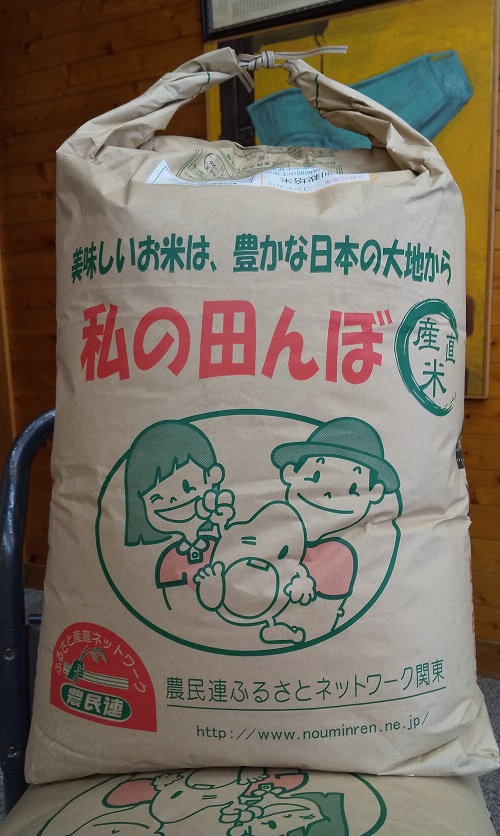 美味しいお米は、豊かな日本の大地から
私の田んぼ
産直米
ふるさと産直ネットワーク
農民連
農民連ふるさとネットワーク関東
http://www.nouminren.ne.jp/